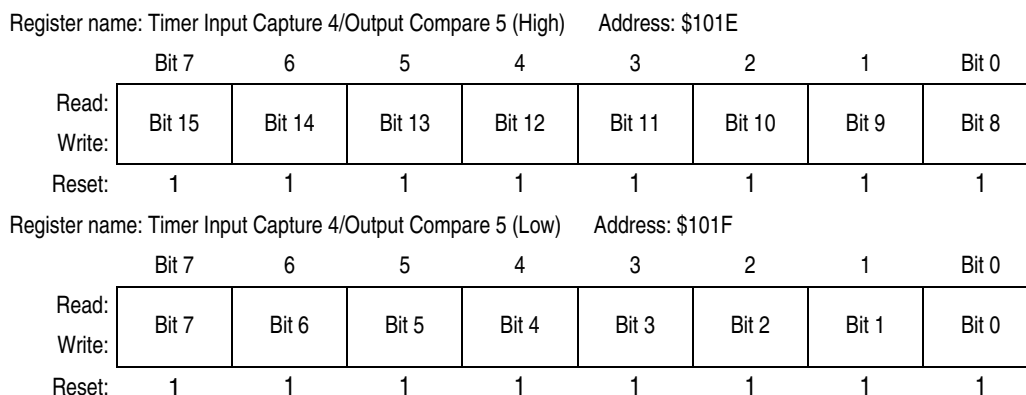 Register name: Timer Input Capture 4/Output Compare 5 (High) Address: $101E
Bit 7 6 5 4 3 2 1 Bit 0
Read:
Bit 15 Bit 14 Bit 13 Bit 12 Bit 11 Bit 10 Bit 9 Bit 8
Write:
Reset: 1 1 1 1 1 1 1 1
Register name: Timer Input Capture 4/Output Compare 5 (Low) Address: $101F
Bit 7 6 5 4 3 2 1 Bit 0
Read:
Bit 7 Bit 6 Bit 5 Bit 4 Bit 3 Bit 2 Bit 1 Bit 0
Write:
Reset: 1 1 1 1 1 1 1 1